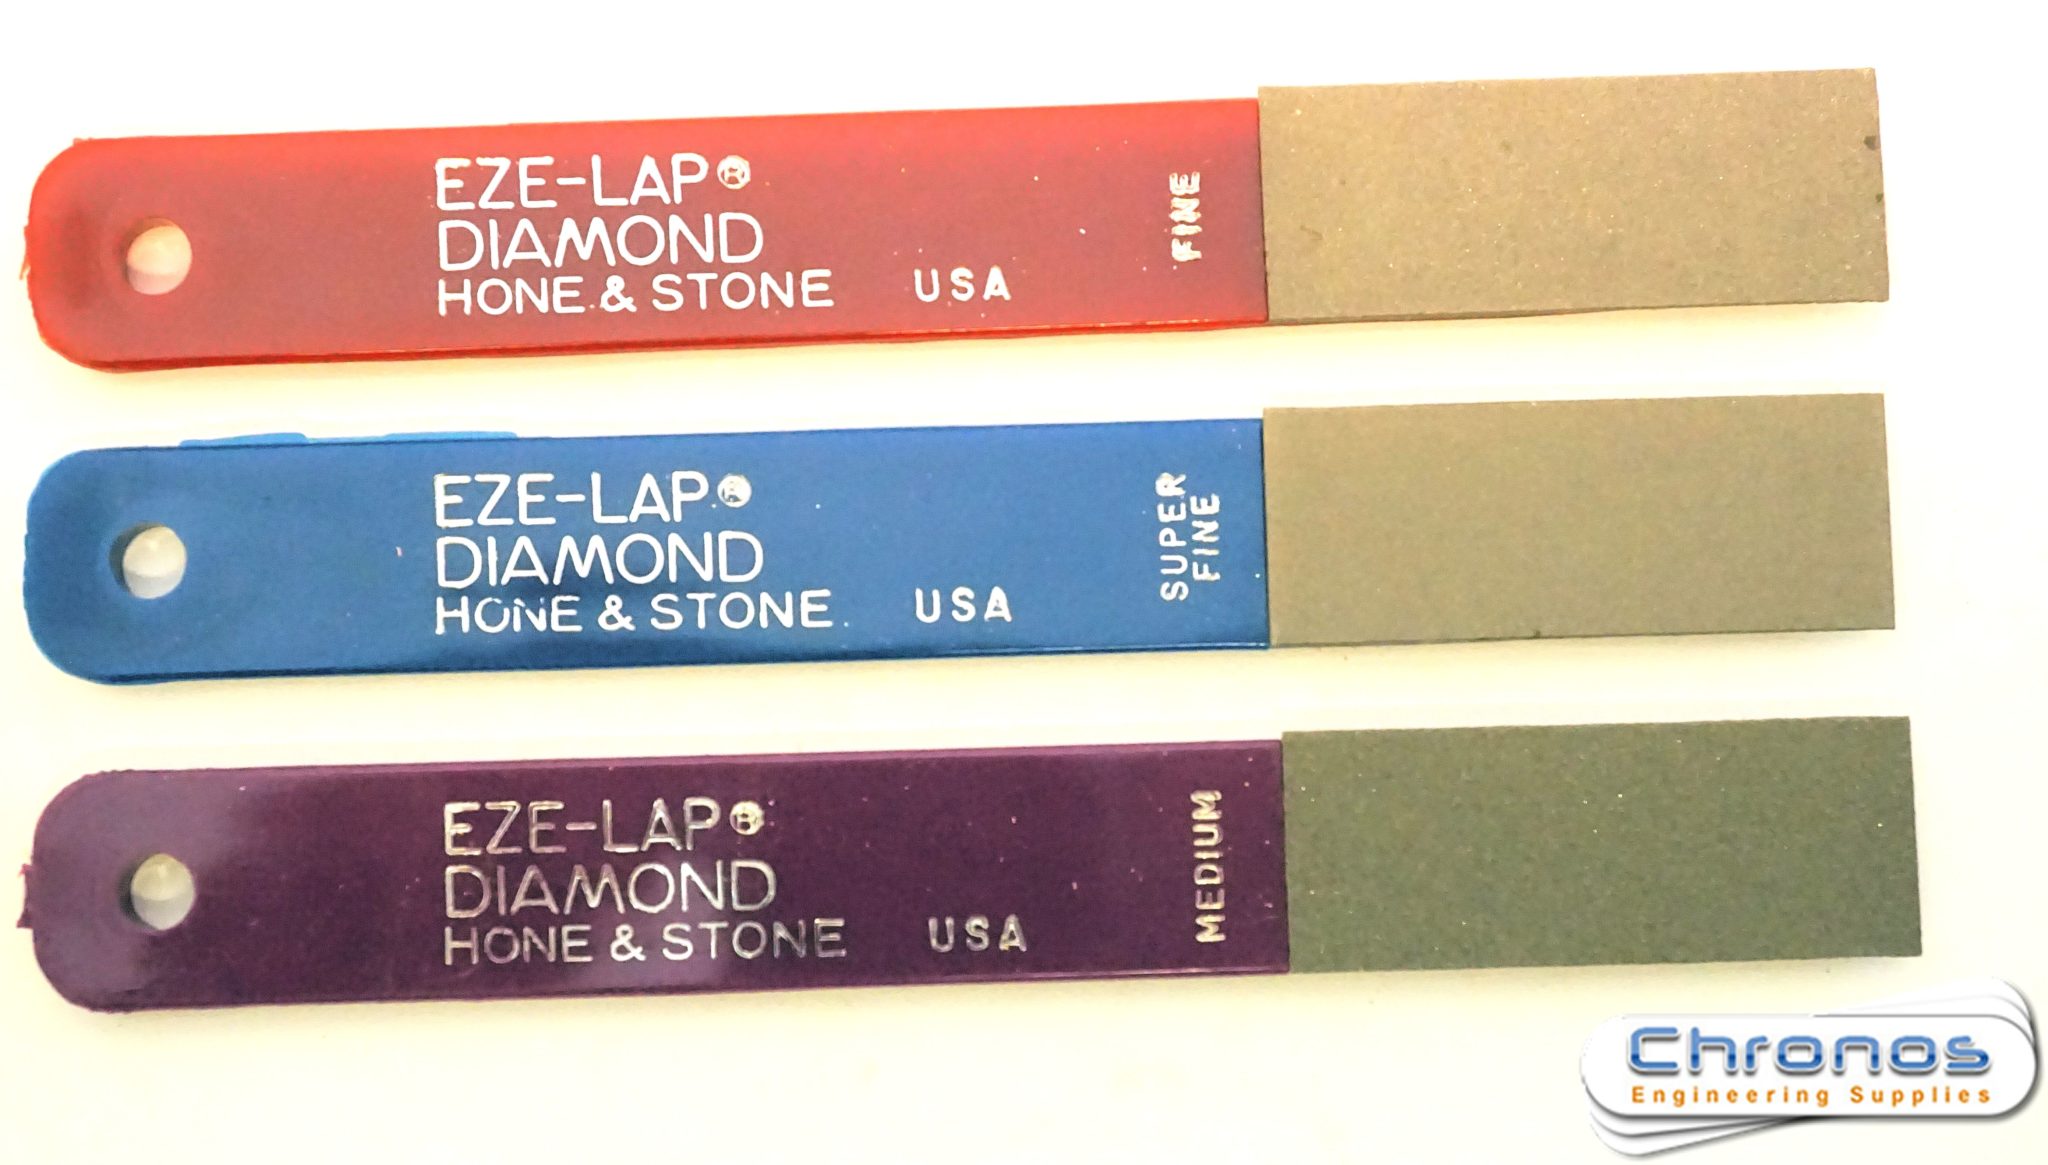 EZE-LAP®
DIAMOND
HONE & STONE USA
FINE
EZE-LAP®
DIAMOND
HONE & STONE USA
SUPER
FINE
EZE-LAP®
DIAMOND
HONE & STONE USA
MEDIUM
Chronos
Engineering Supplies